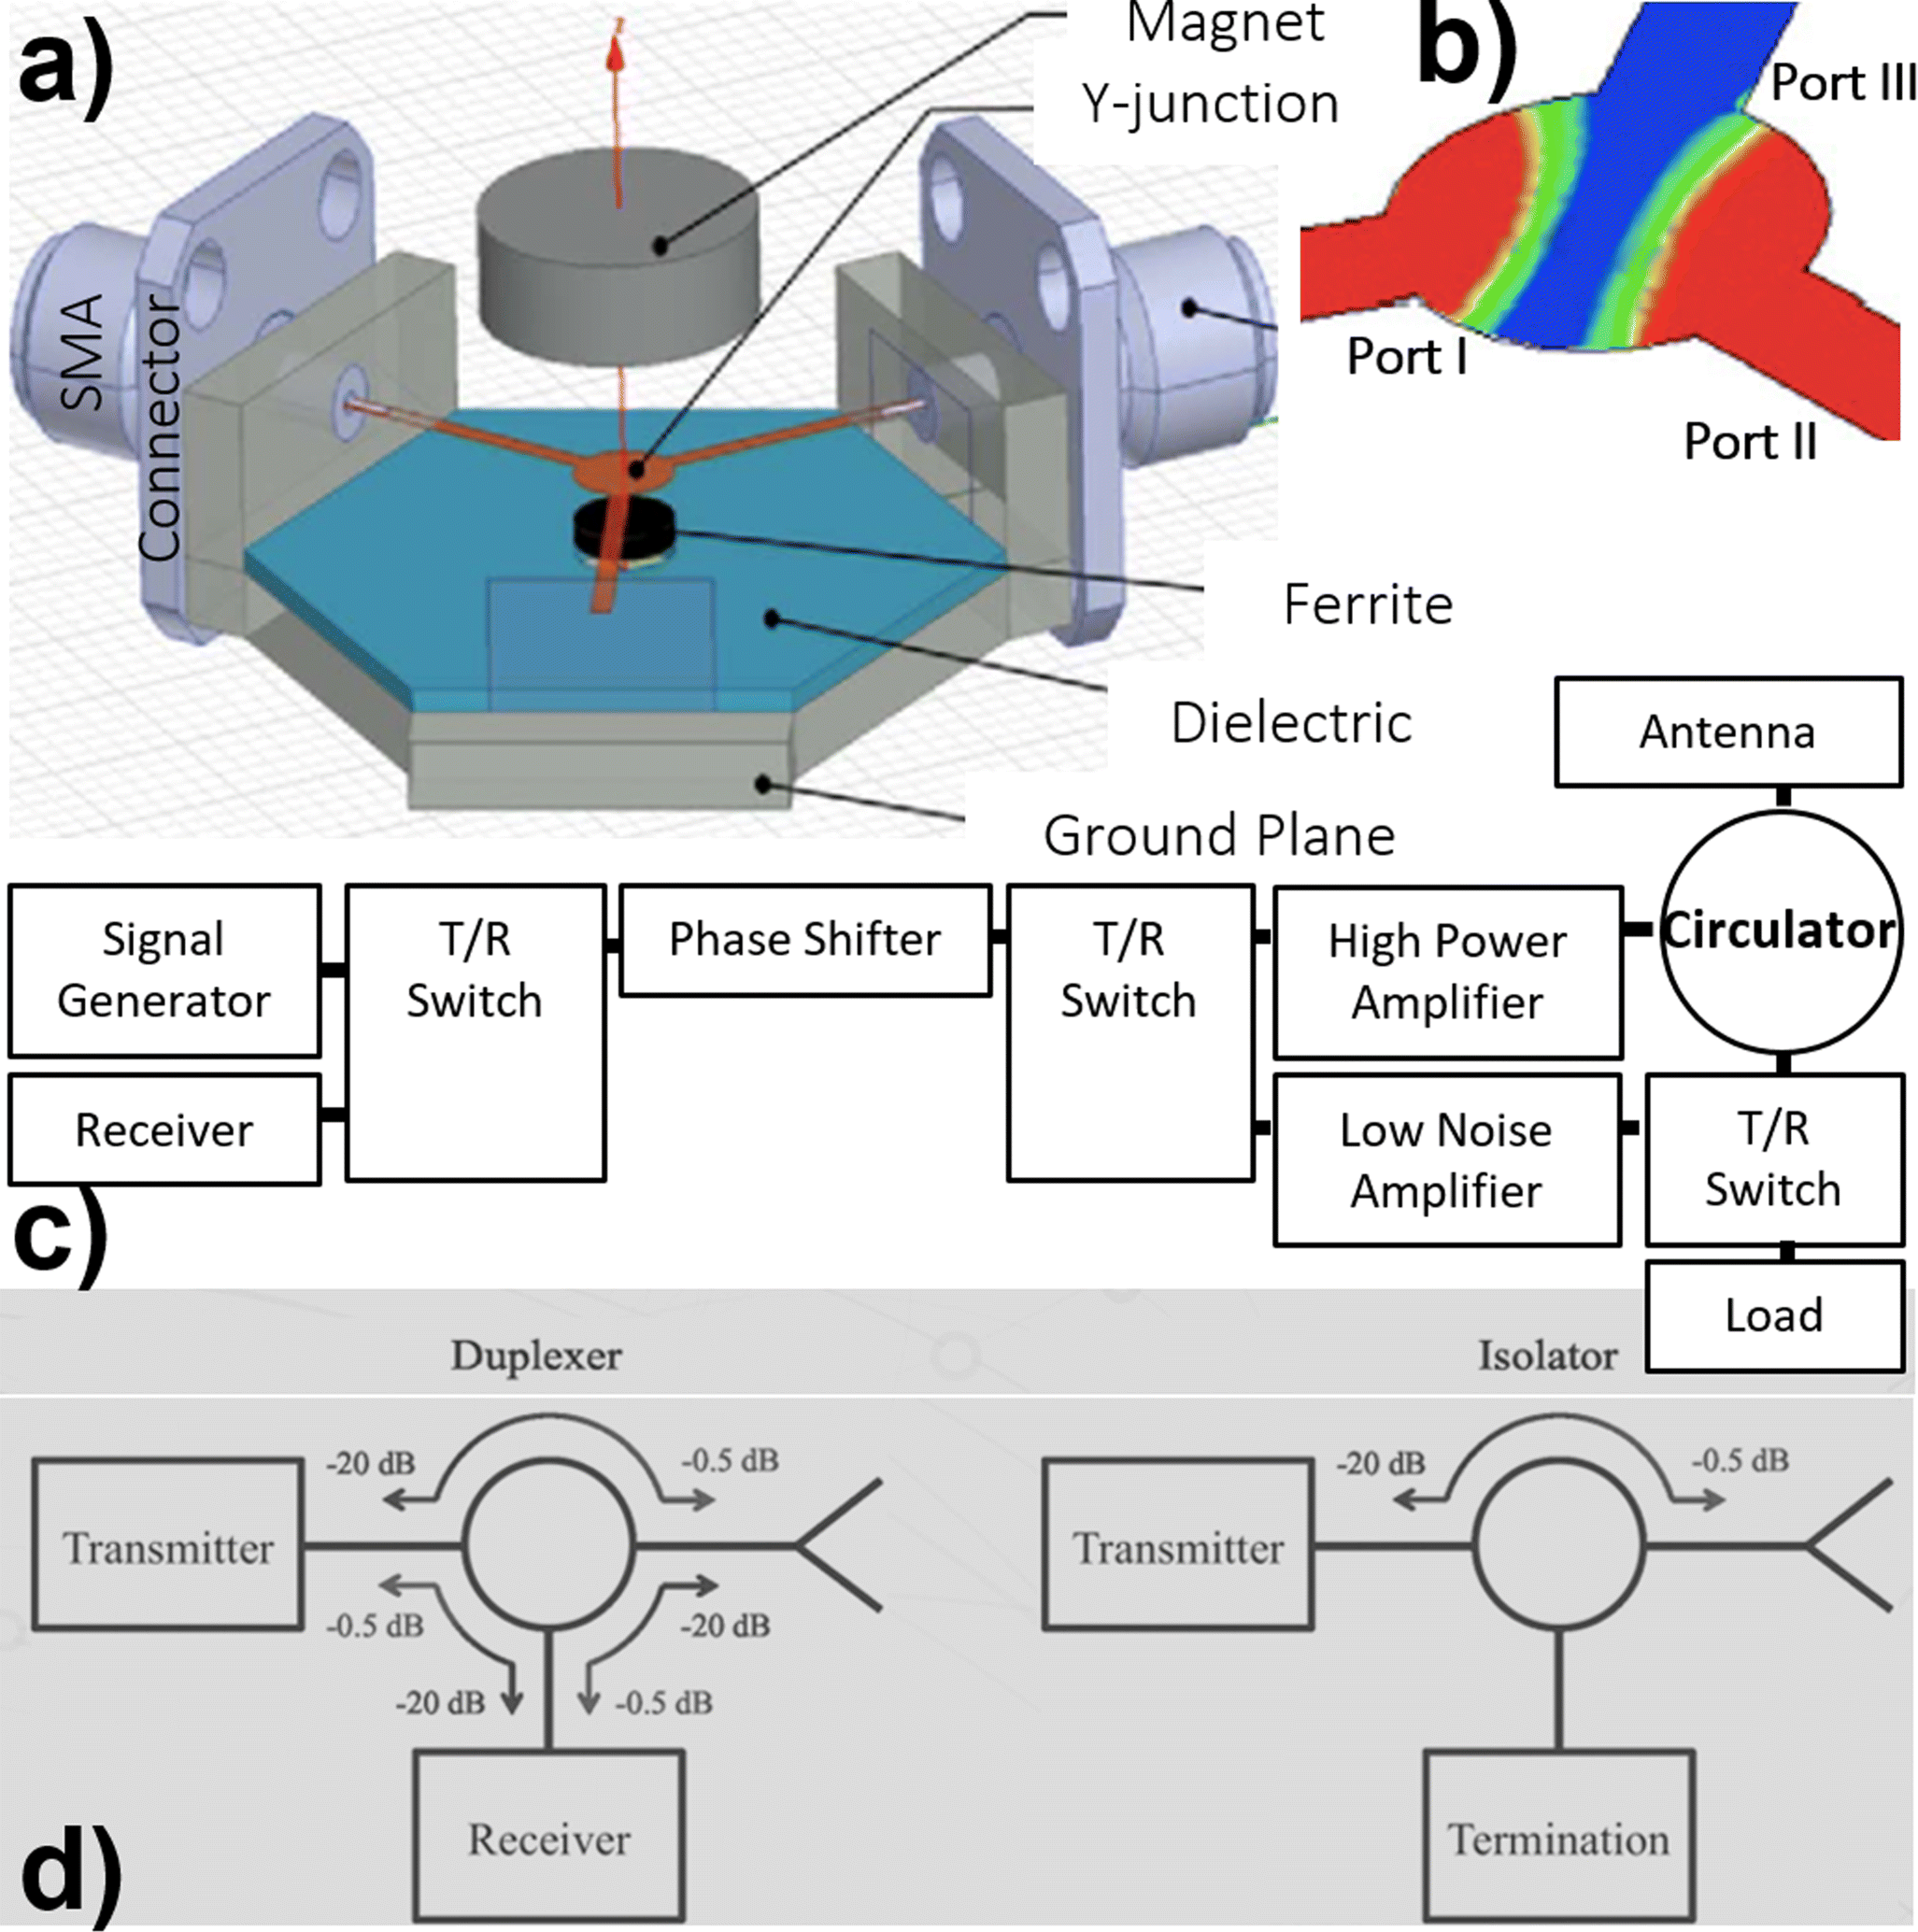 a)
Magnet
Y-junction
SMA
Connector
Ferrite
Dielectric
Ground Plane
b)
Port III
Port I
Port II
Antenna
Circulator
Signal
Generator
T/R
Switch
Phase Shifter
T/R
Switch
High Power
Amplifier
Receiver
Low Noise
Amplifier
T/R
Switch
Load
c)
Duplexer
Isolator
-20 dB
-0.5 dB
Transmitter
-0.5 dB
-20 dB
-20 dB
-0.5 dB
Receiver
-20 dB
-0.5 dB
Transmitter
Termination
d)